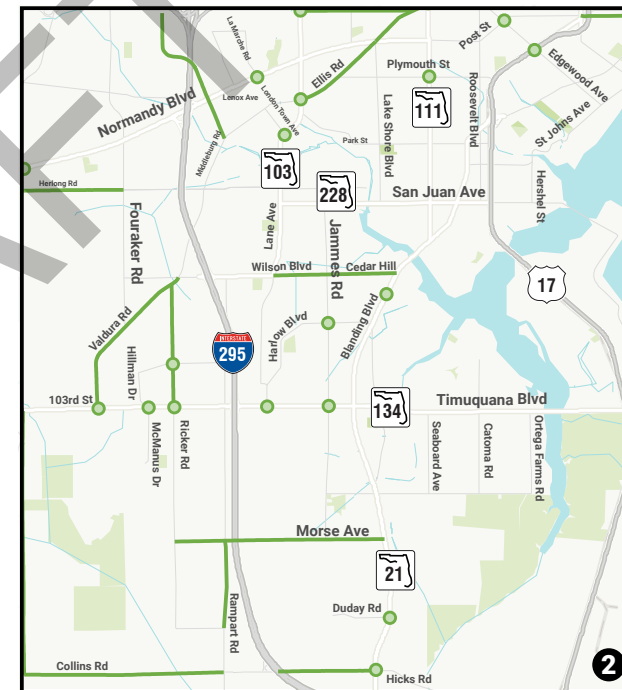 La Marche Rd
Post St
Ellis Rd
Plymouth St
Edgewood Ave
Normandy Blvd
Lenox Ave
London Town Ave
111
Lake Shore Blvd
Roosevelt Blvd
St Johns Ave
Middleburg Rd
Park St
103
228
Herlong Rd
San Juan Ave
Hershel St
Fouraker Rd
Lane Ave
Jammes Rd
Wilson Blvd
Cedar Hill
17
Valdura Rd
Harlow Blvd
Blanding Blvd
INTERSTATE
295
Hillman Dr
103rd St
134
Timuquana Blvd
McManus Dr
Ricker Rd
Seaboard Ave
Catoma Rd
Ortega Farms Rd
Morse Ave
21
Rampart Rd
Duday Rd
Collins Rd
Hicks Rd
2